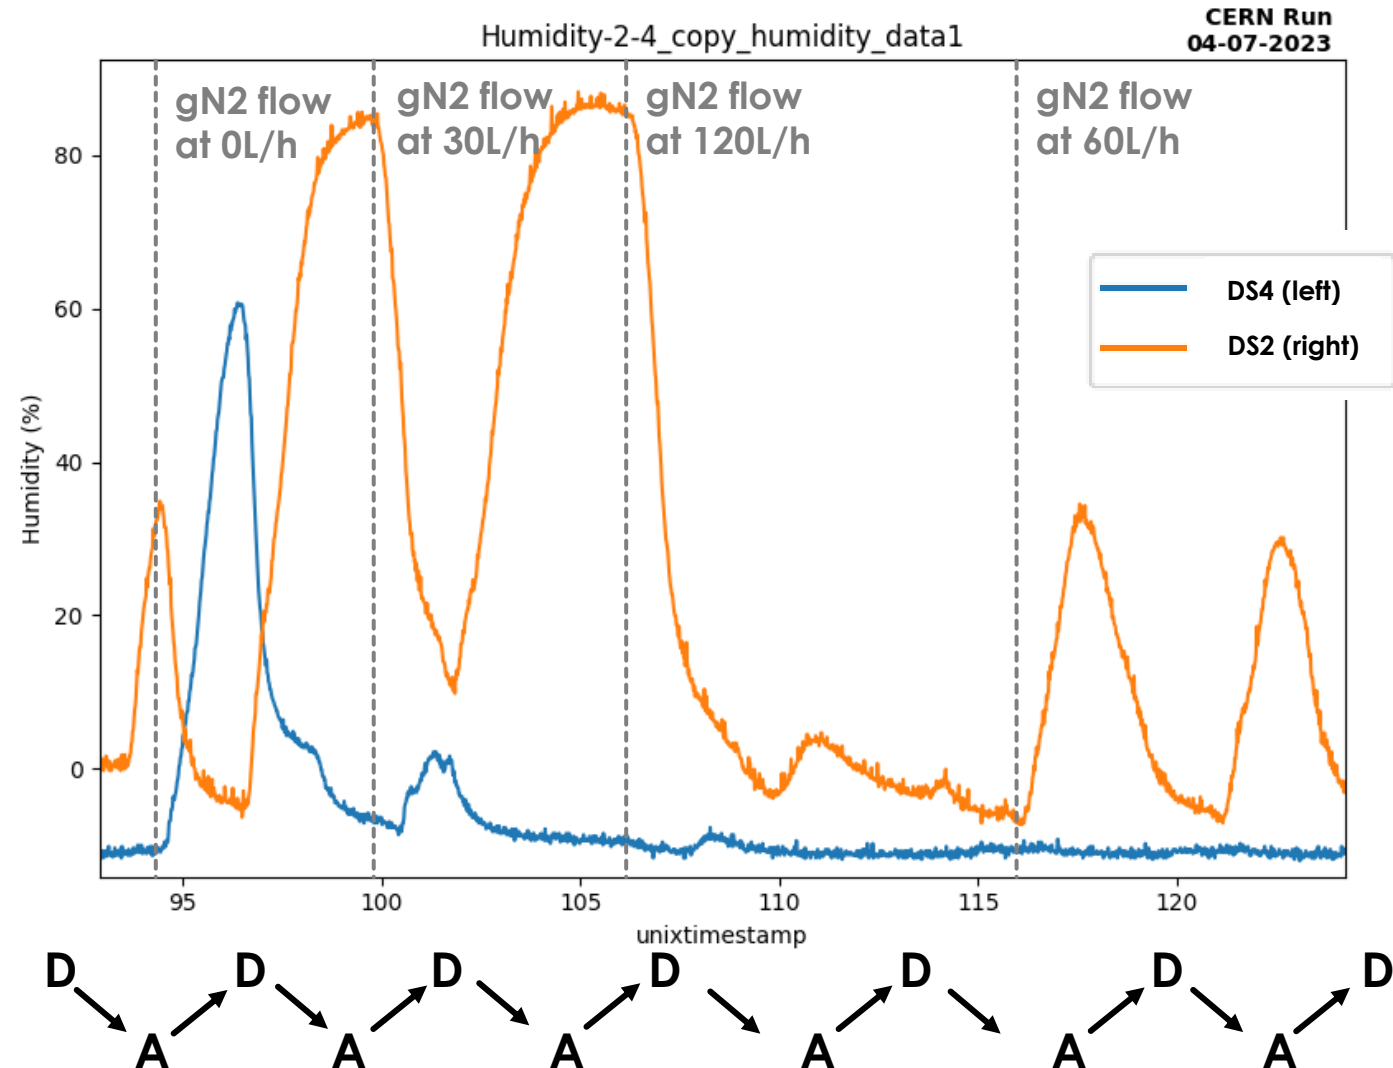 CERN Run
04-07-2023
Humidity-2-4_copy_humidity_data1
gN2 flow
at 0L/h
gN2 flow
at 30L/h
gN2 flow
at 120L/h
gN2 flow
at 60L/h
DS4 (left)
DS2 (right)
Humidity (%)
80
60
40
20
0
95 100 105 110 115 120
unixtimestamp
D D D D D D D
A A A A A A